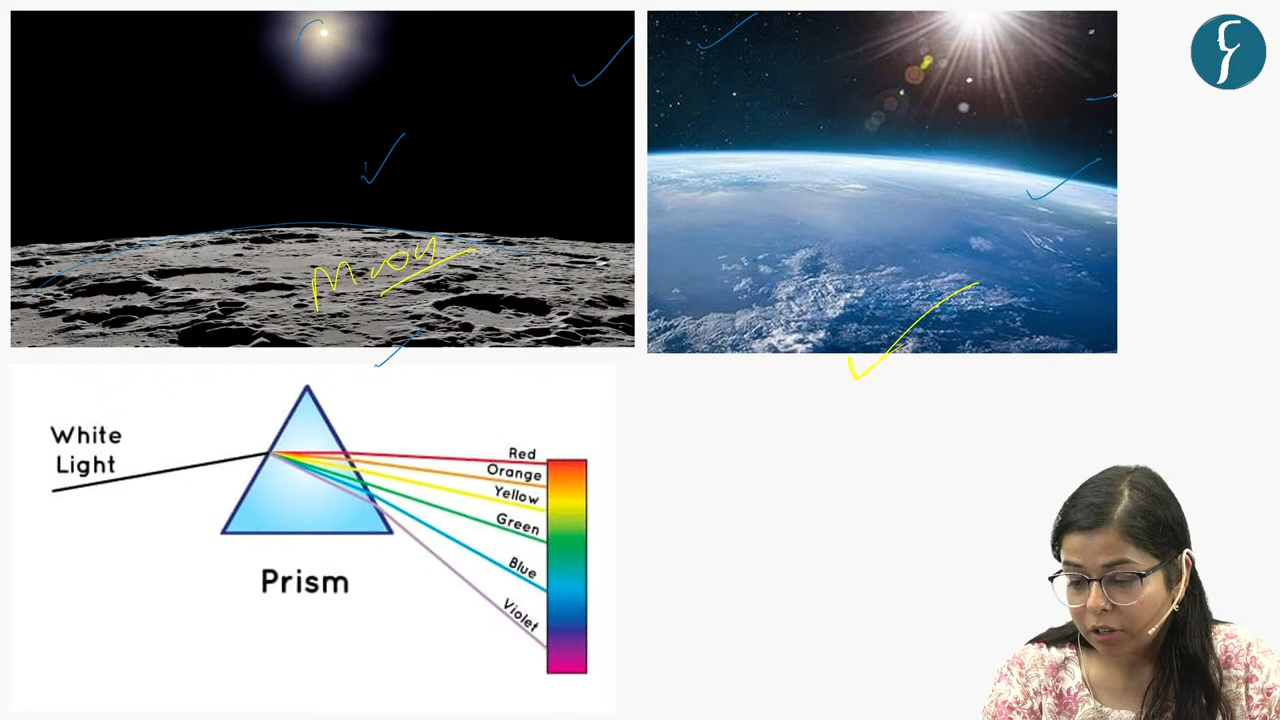 Moon
White
Light
Red
Orange
Yellow
Green
Blue
Violet
Prism